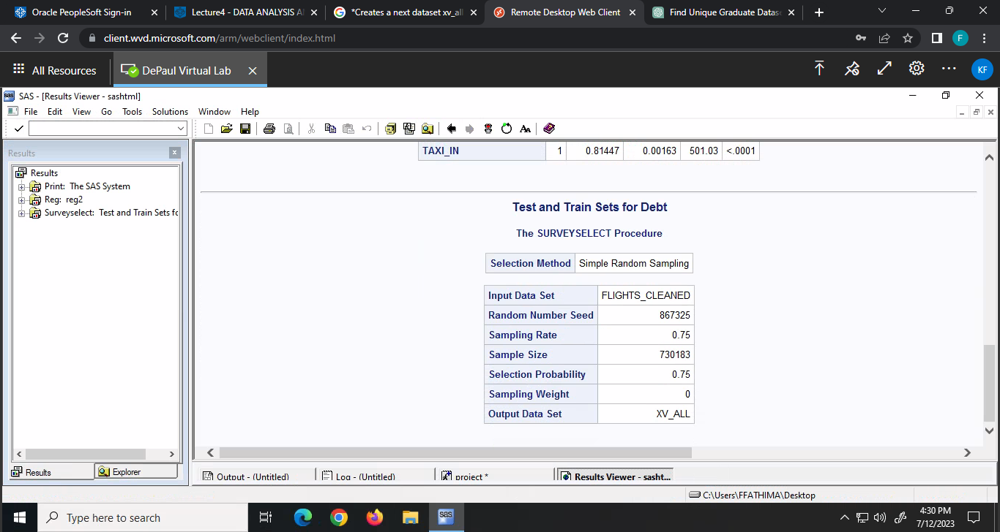 Oracle PeopleSoft Sign-in
Lecture4 - DATA ANALYSIS A
*Creates a next dataset xv_all
Remote Desktop Web Client
Find Unique Graduate Datase
client.wvd.microsoft.com/arm/webclient/index.html
F
All Resources
DePaul Virtual Lab
KF
SAS - [Results Viewer - sashtml]
File Edit View Go Tools Solutions Window Help
Results
Results
Print: The SAS System
Reg: reg2
Surveyselect: Test and Train Sets fo
TAXI_IN 1 0.81447 0.00163 501.03 <.0001
Test and Train Sets for Debt
The SURVEYSELECT Procedure
Selection Method Simple Random Sampling
Input Data Set FLIGHTS_CLEANED
Random Number Seed 867325
Sampling Rate 0.75
Sample Size 730183
Selection Probability 0.75
Sampling Weight 0
Output Data Set XV_ALL
Results Explorer
Output - (Untitled) Log - (Untitled) project * Results Viewer - sasht...
C:\Users\FFATHIMA\Desktop
Type here to search
sas
4:30 PM
7/12/2023